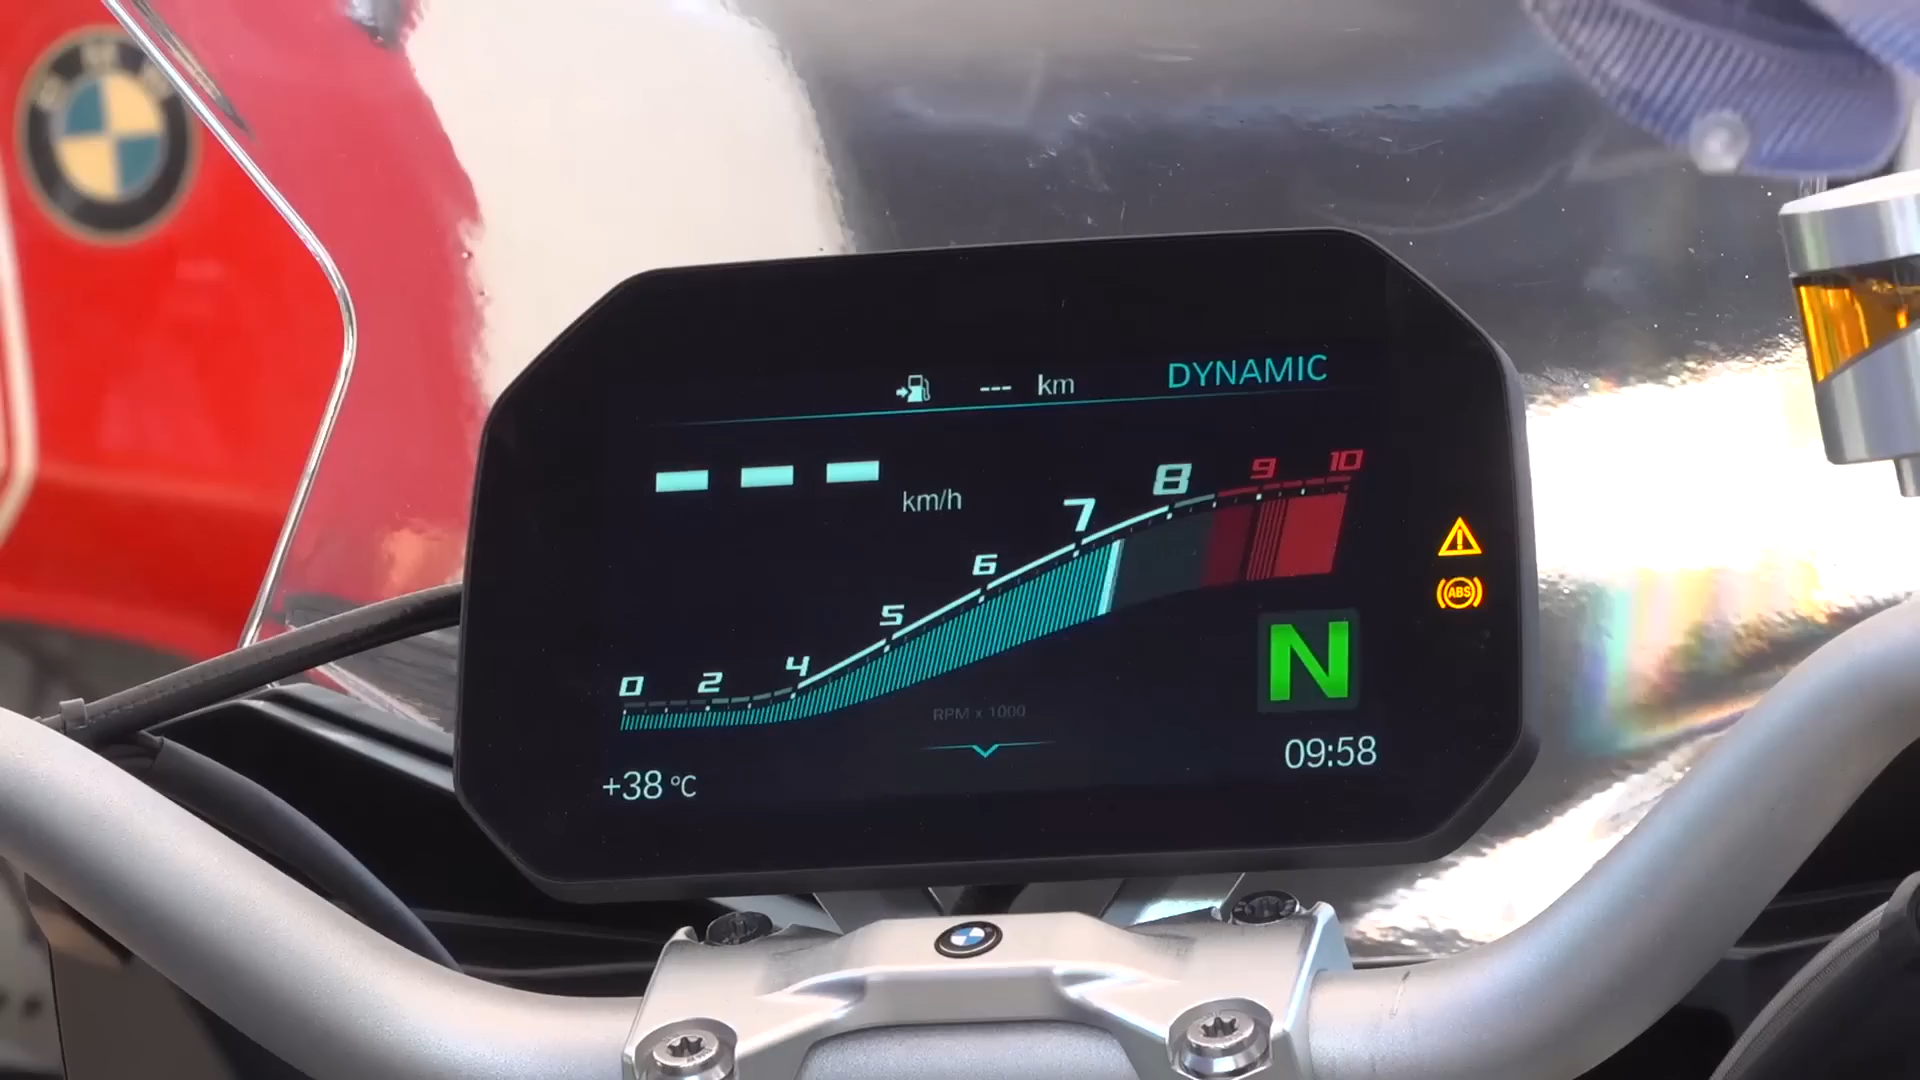 BMW
--- km
DYNAMIC
--- km/h
0 2 4 5 6 7 8 9 10
ABS
N
RPM x 1000
+38 °C
09:58